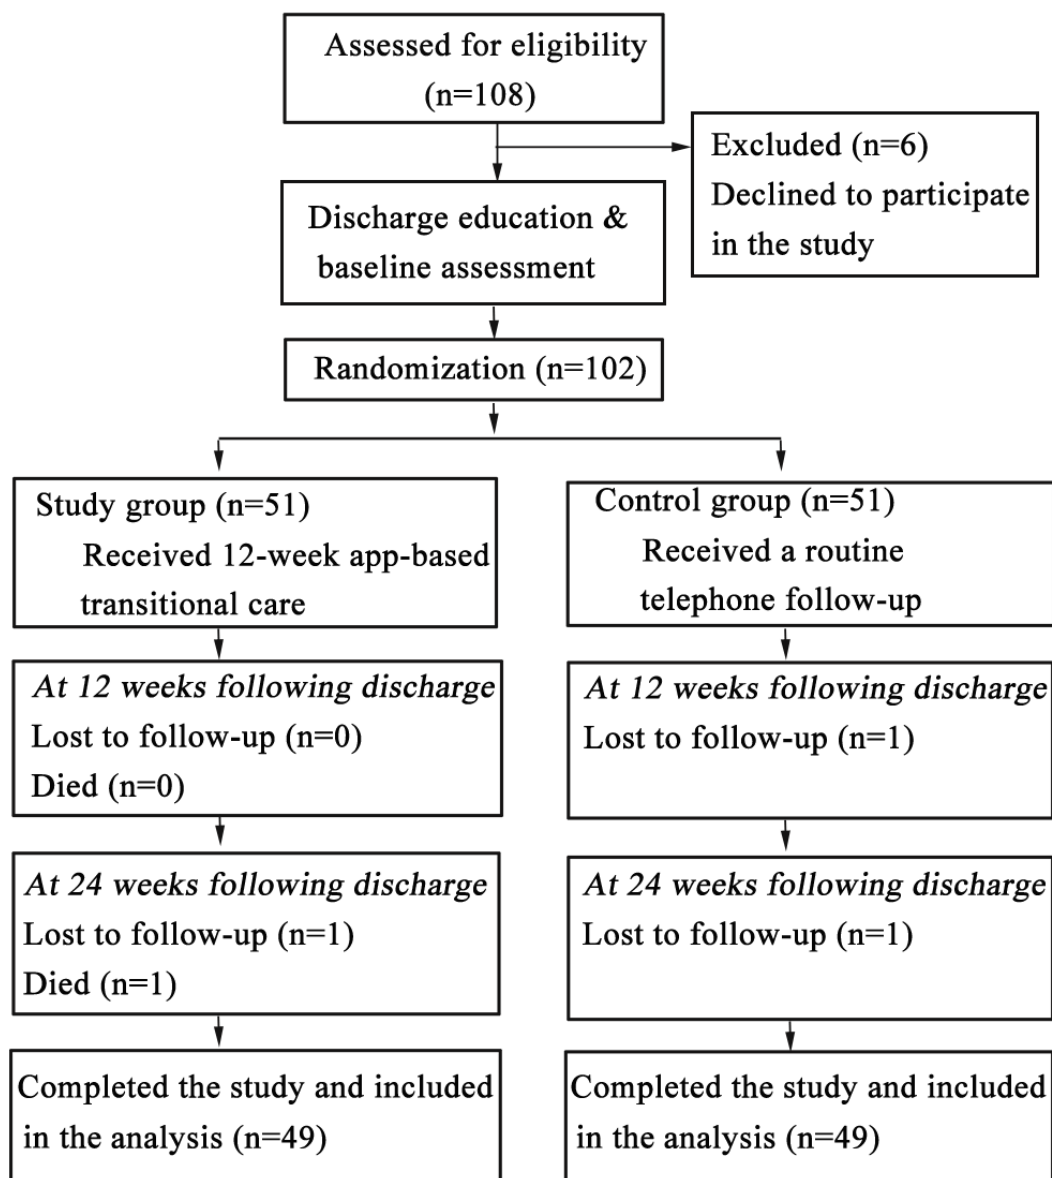 Assessed for eligibility
(n=108)
Excluded (n=6)
Declined to participate
in the study
Discharge education &
baseline assessment
Randomization (n=102)
Study group (n=51)
Received 12-week app-based
transitional care
Control group (n=51)
Received a routine
telephone follow-up
At 12 weeks following discharge
Lost to follow-up (n=0)
Died (n=0)
At 12 weeks following discharge
Lost to follow-up (n=1)
At 24 weeks following discharge
Lost to follow-up (n=1)
Died (n=1)
At 24 weeks following discharge
Lost to follow-up (n=1)
Completed the study and included
in the analysis (n=49)
Completed the study and included
in the analysis (n=49)